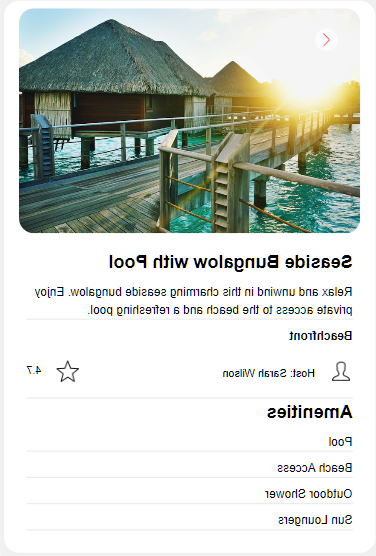 Seaside Bungalow with Pool
Relax and unwind in this charming seaside bungalow. Enjoy
private access to the beach and a refreshing pool.
Beachfront
Host: Sarah Wilson
4.7
Amenities
Pool
Beach Access
Outdoor Shower
Sun Loungers